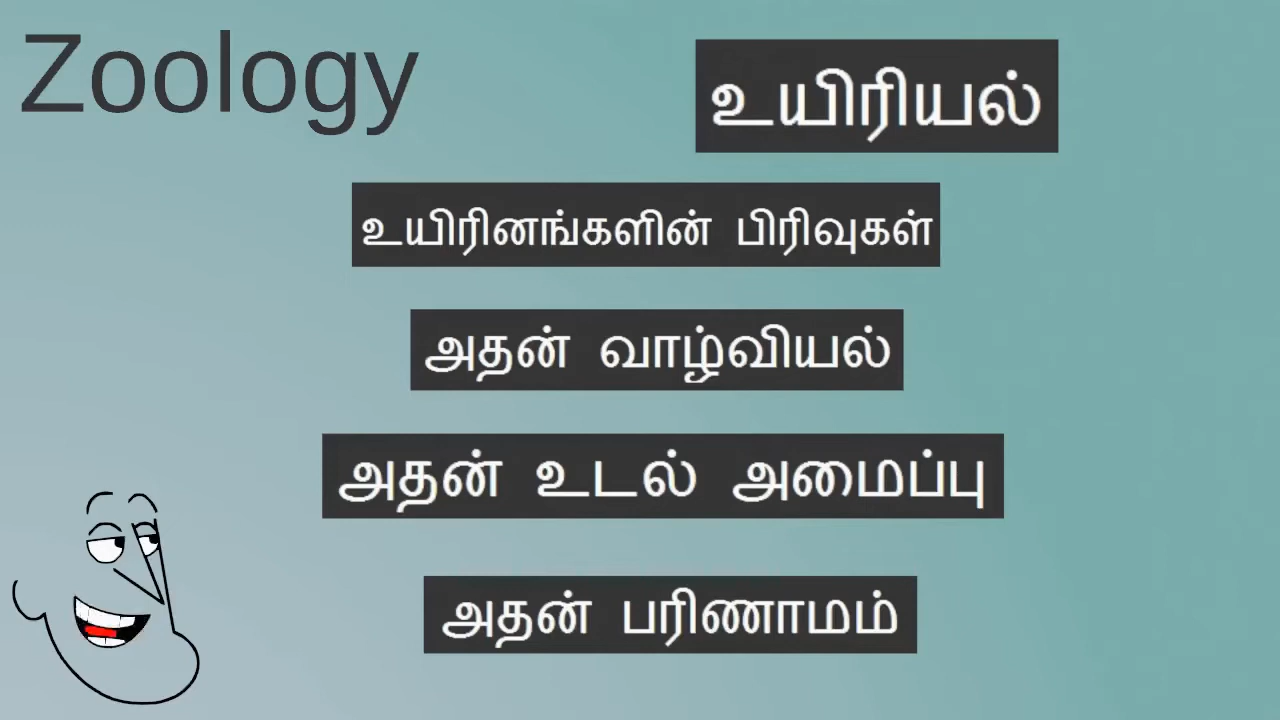 Zoology
உயிரியல்
உயிரினங்களின் பிரிவுகள்
அதன் வாழ்வியல்
அதன் உடல் அமைப்பு
அதன் பரிணாமம்